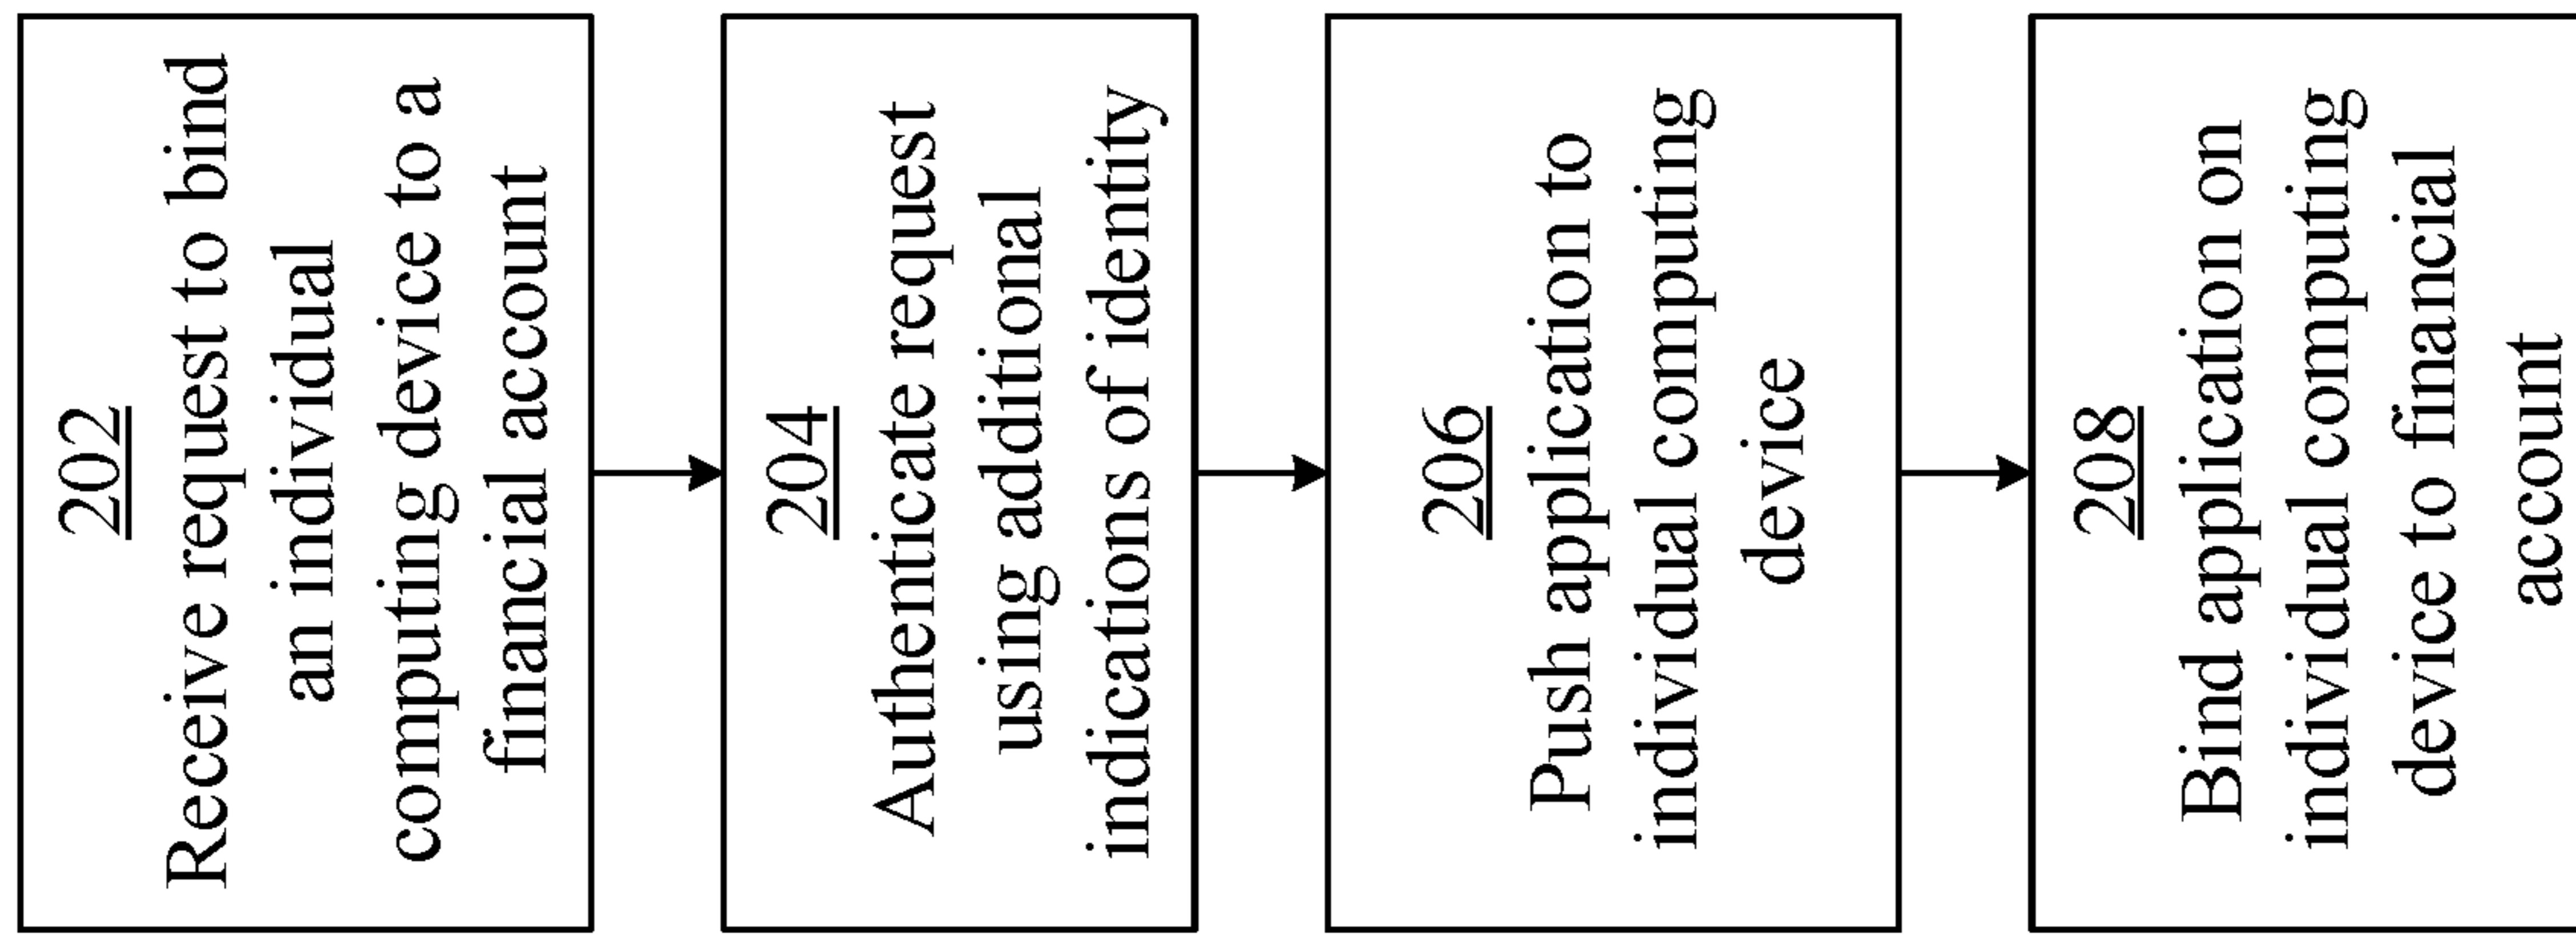 202
Receive request to bind
an individual
computing device to a
financial account
204
Authenticate request
using additional
indications of identity
206
Push application to
individual computing
device
208
Bind application on
individual computing
device to financial
account